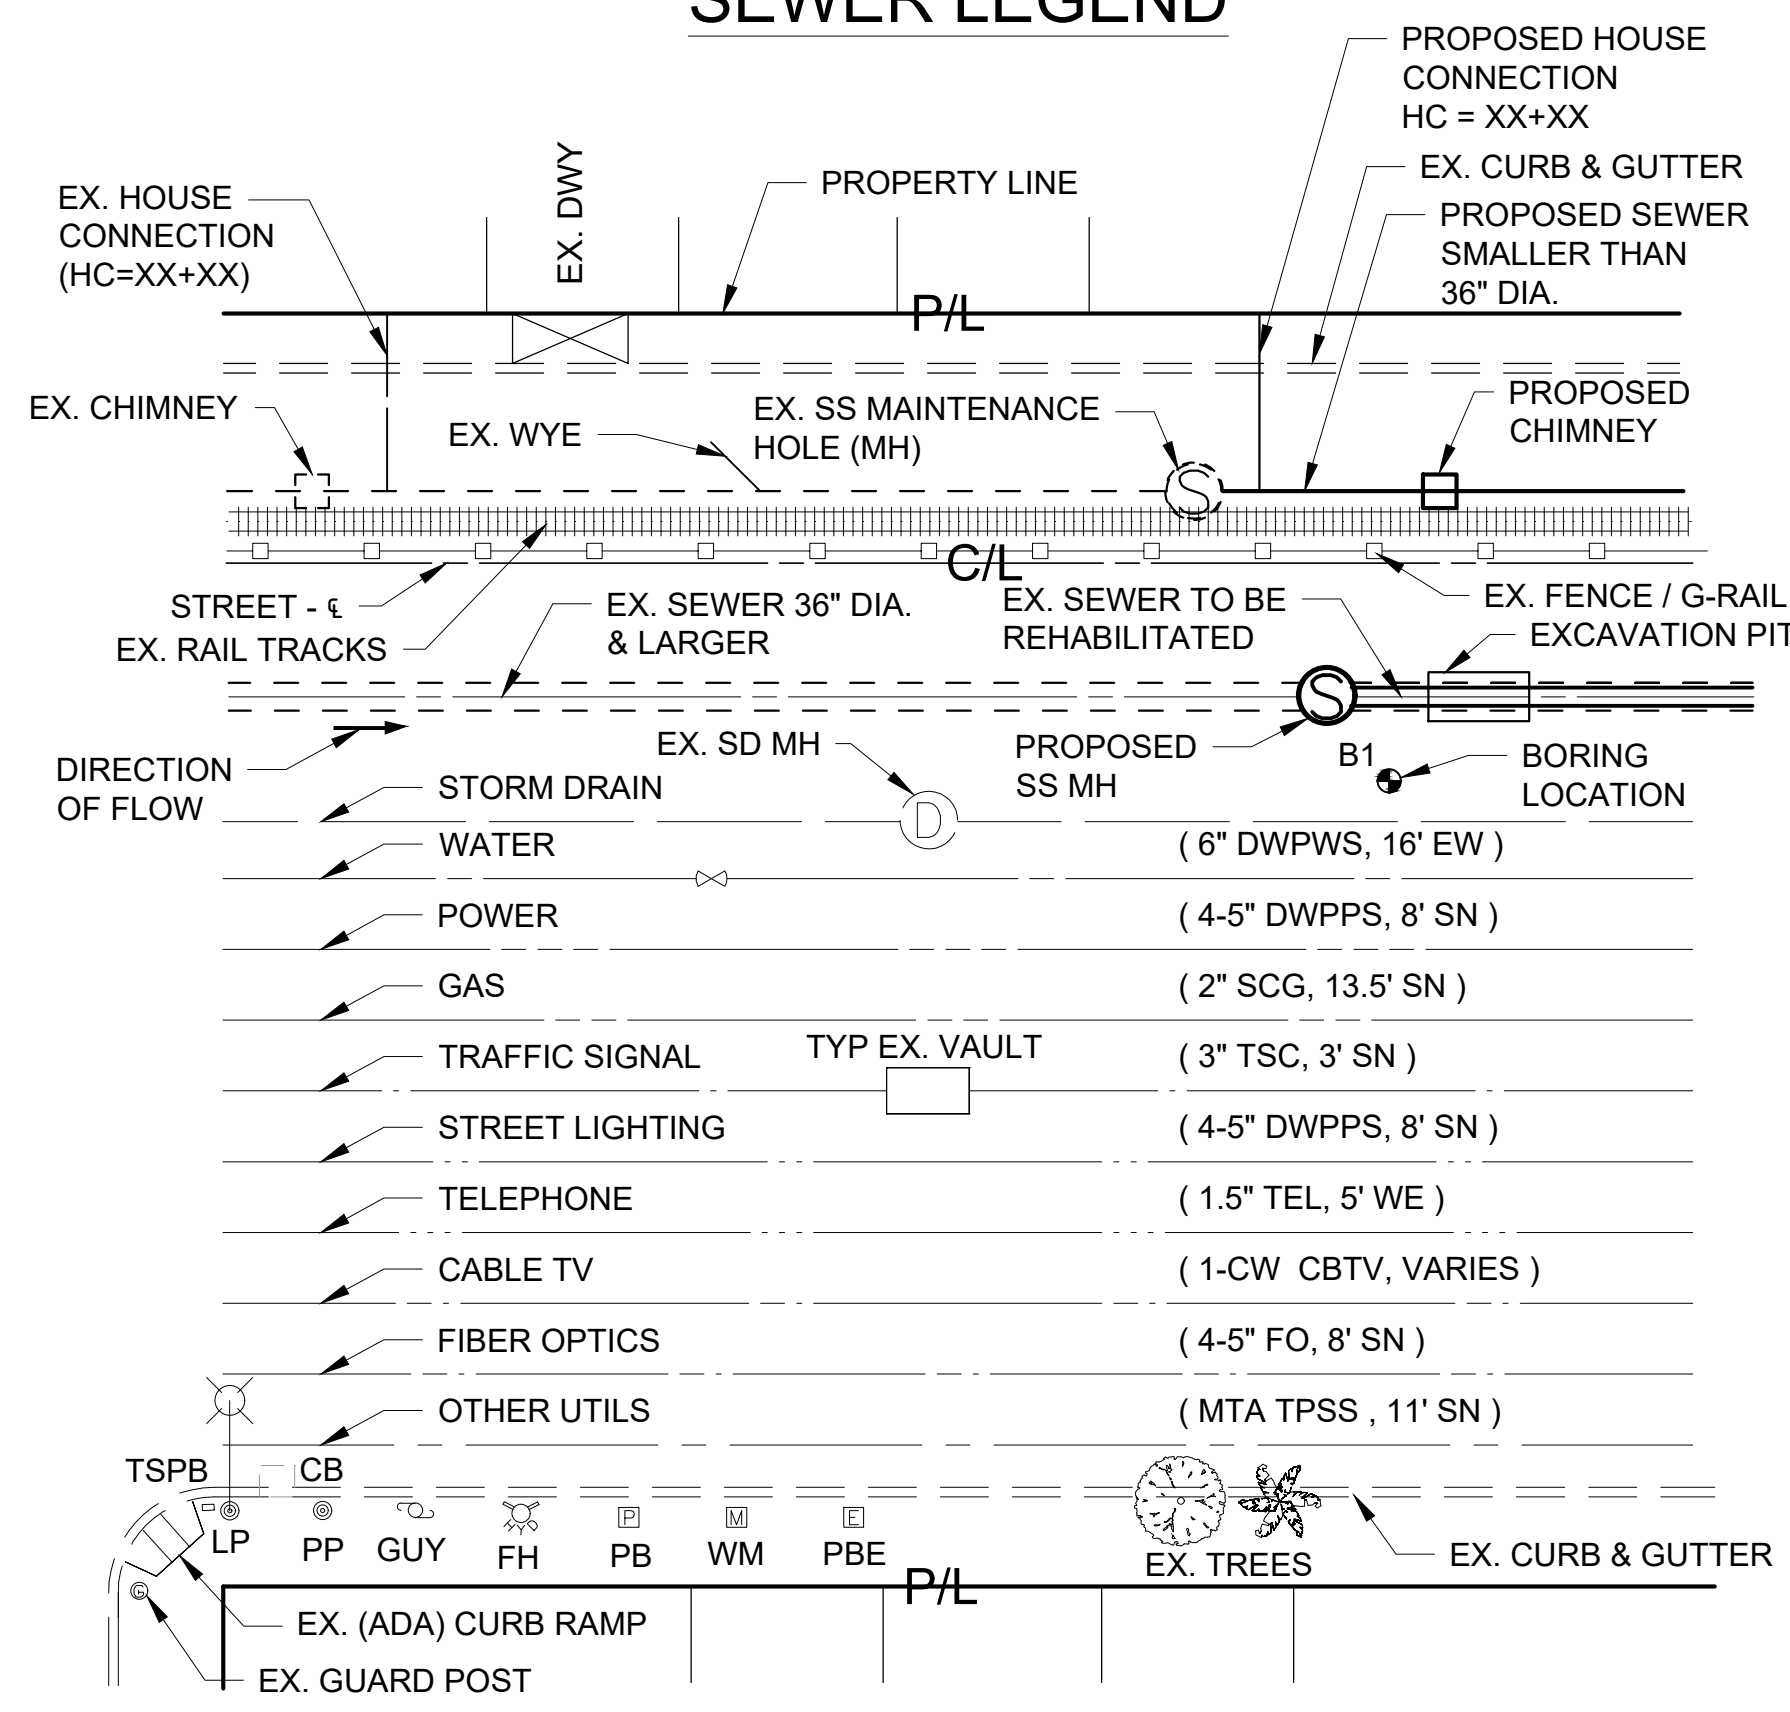 SEWER LEGEND
PROPOSED HOUSE
CONNECTION
HC = XX+XX
EX. CURB & GUTTER
PROPOSED SEWER
SMALLER THAN
36" DIA.
PROPERTY LINE
EX. DWY
EX. HOUSE
CONNECTION
(HC=XX+XX)
P/L
EX. CHIMNEY
EX. WYE
EX. SS MAINTENANCE
HOLE (MH)
PROPOSED
CHIMNEY
S
C/L
STREET - ℄
EX. RAIL TRACKS
EX. SEWER 36" DIA.
& LARGER
EX. SEWER TO BE
REHABILITATED
EX. FENCE / G-RAIL
EXCAVATION PIT
S
DIRECTION
OF FLOW
EX. SD MH
PROPOSED
SS MH
B1
BORING
LOCATION
STORM DRAIN
D
WATER
( 6" DWPWS, 16' EW )
POWER
( 4-5" DWPPS, 8' SN )
GAS
( 2" SCG, 13.5' SN )
TRAFFIC SIGNAL
TYP EX. VAULT
( 3" TSC, 3' SN )
STREET LIGHTING
( 4-5" DWPPS, 8' SN )
TELEPHONE
( 1.5" TEL, 5' WE )
CABLE TV
( 1-CW CBTV, VARIES )
FIBER OPTICS
( 4-5" FO, 8' SN )
OTHER UTILS
( MTA TPSS , 11' SN )
TSPB
CB
HYD
P
M
E
LP
PP
GUY
FH
PB
WM
PBE
EX. TREES
EX. CURB & GUTTER
P/L
G
EX. (ADA) CURB RAMP
EX. GUARD POST